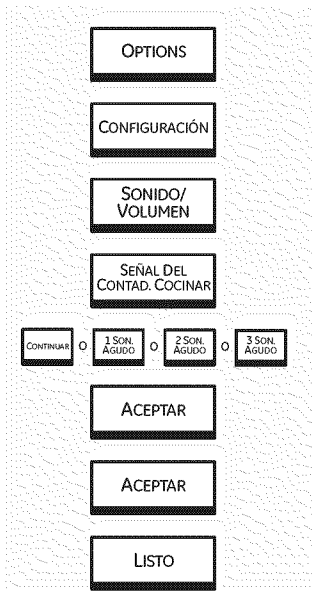 OPTIONS
CONFIGURACIÓN
SONIDO/
VOLUMEN
SEÑAL DEL
CONTAD. COCINAR
CONTINUAR O 1 SON. AGUDO O 2 SON. AGUDO O 3 SON. AGUDO
ACEPTAR
ACEPTAR
LISTO